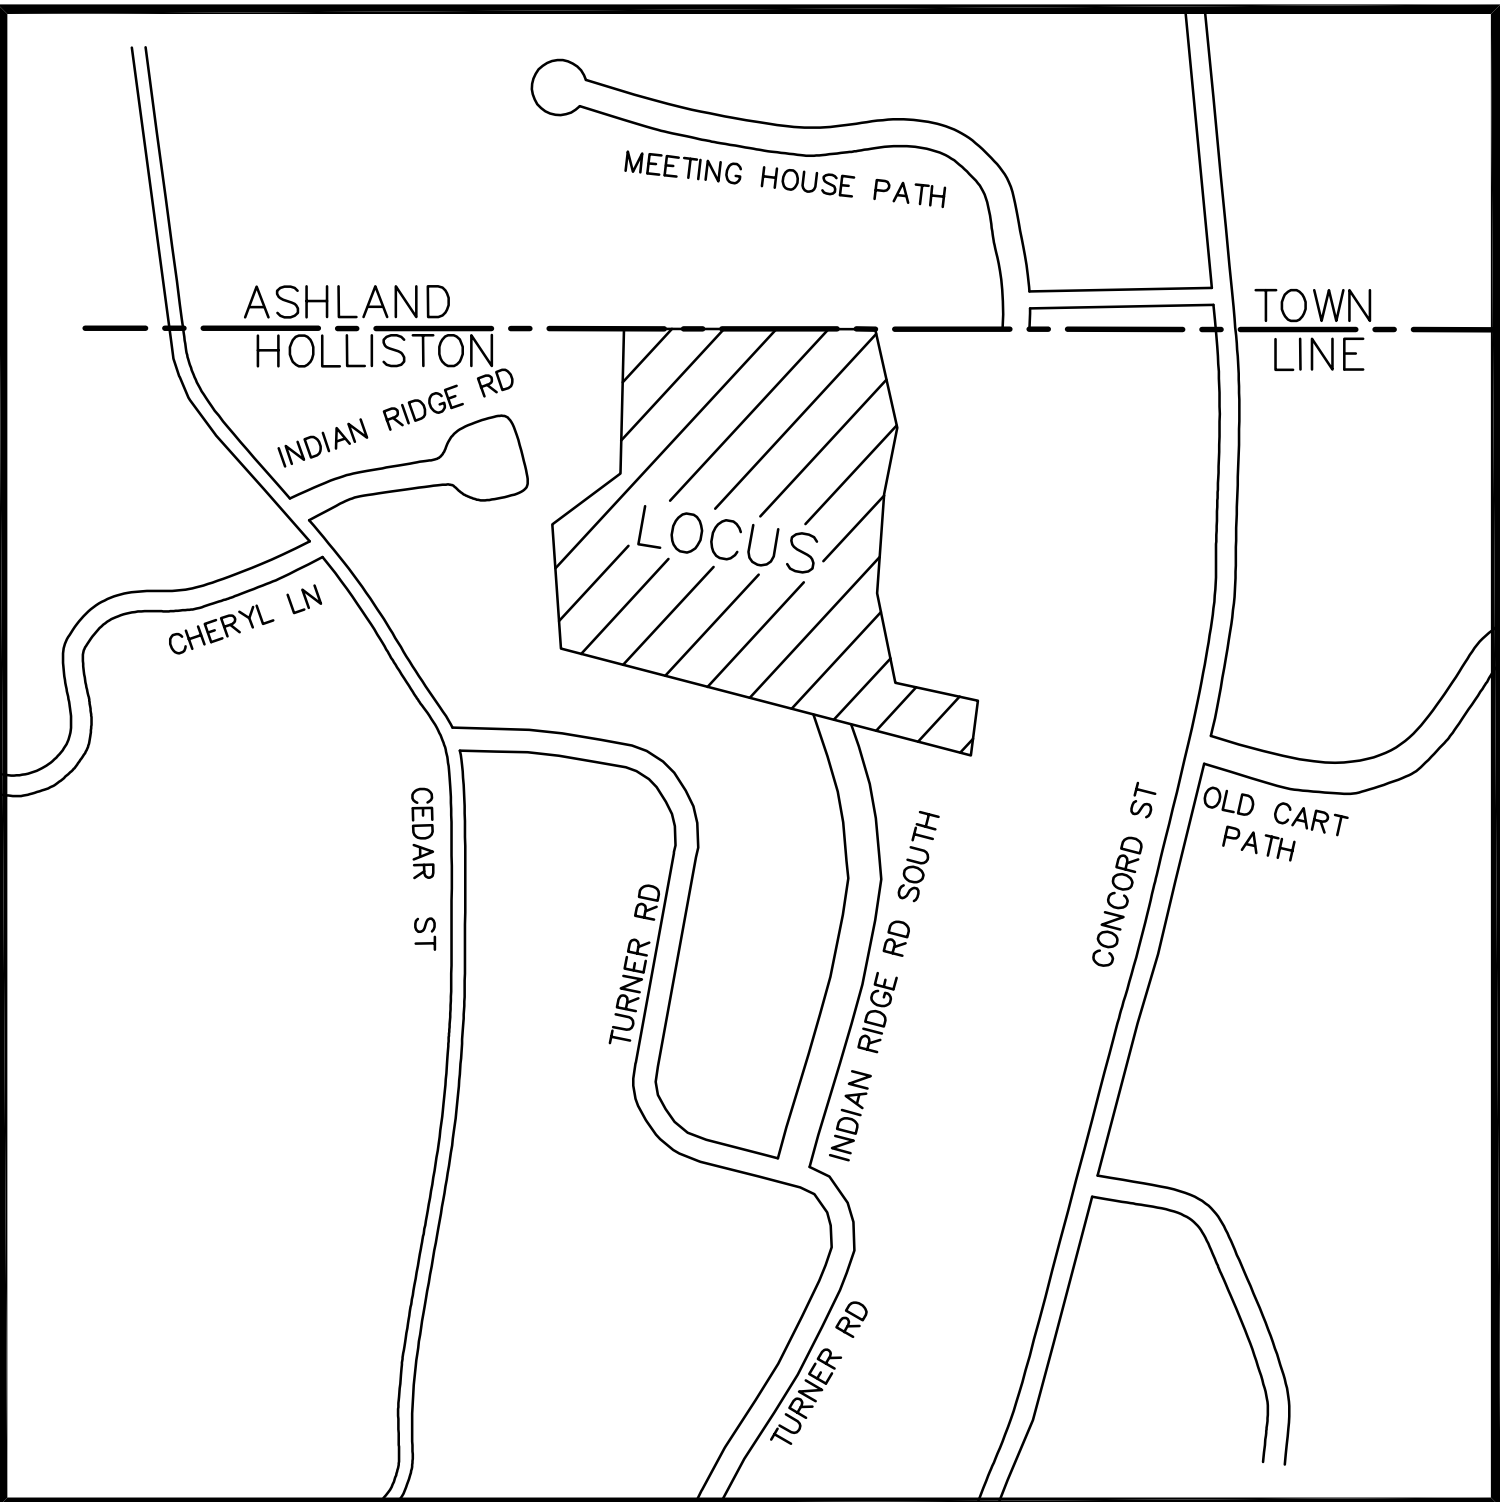 MEETING HOUSE PATH
ASHLAND
TOWN
HOLLISTON
LINE
INDIAN RIDGE RD
LOCUS
CHERYL LN
CEDAR ST
TURNER RD
INDIAN RIDGE RD SOUTH
CONCORD ST
OLD CART
PATH
TURNER RD